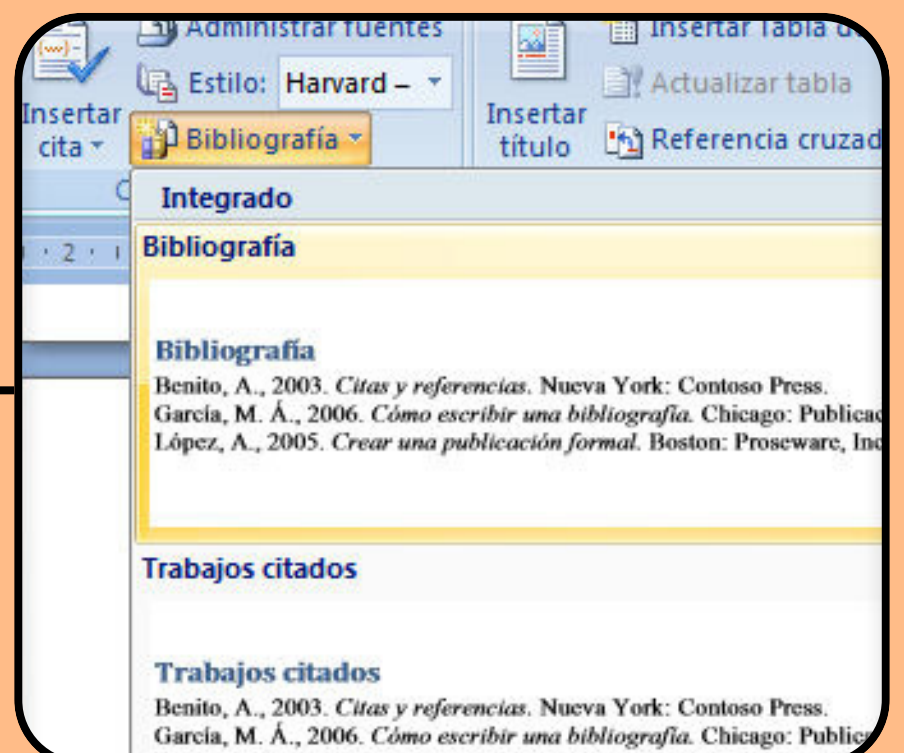 Administrar fuentes
Insertar Tabla de
Estilo: Harvard –
Actualizar tabla
Insertar
cita
Bibliografía
Insertar
título
Referencia cruzad
Integrado
2
Bibliografía
Bibliografía
Benito, A., 2003. Citas y referencias. Nueva York: Contoso Press.
García, M. Á., 2006. Cómo escribir una bibliografía. Chicago: Publicac
López, A., 2005. Crear una publicación formal. Boston: Proseware, Inc
Trabajos citados
Trabajos citados
Benito, A., 2003. Citas y referencias. Nueva York: Contoso Press.
García, M. Á., 2006. Cómo escribir una bibliografía. Chicago: Public